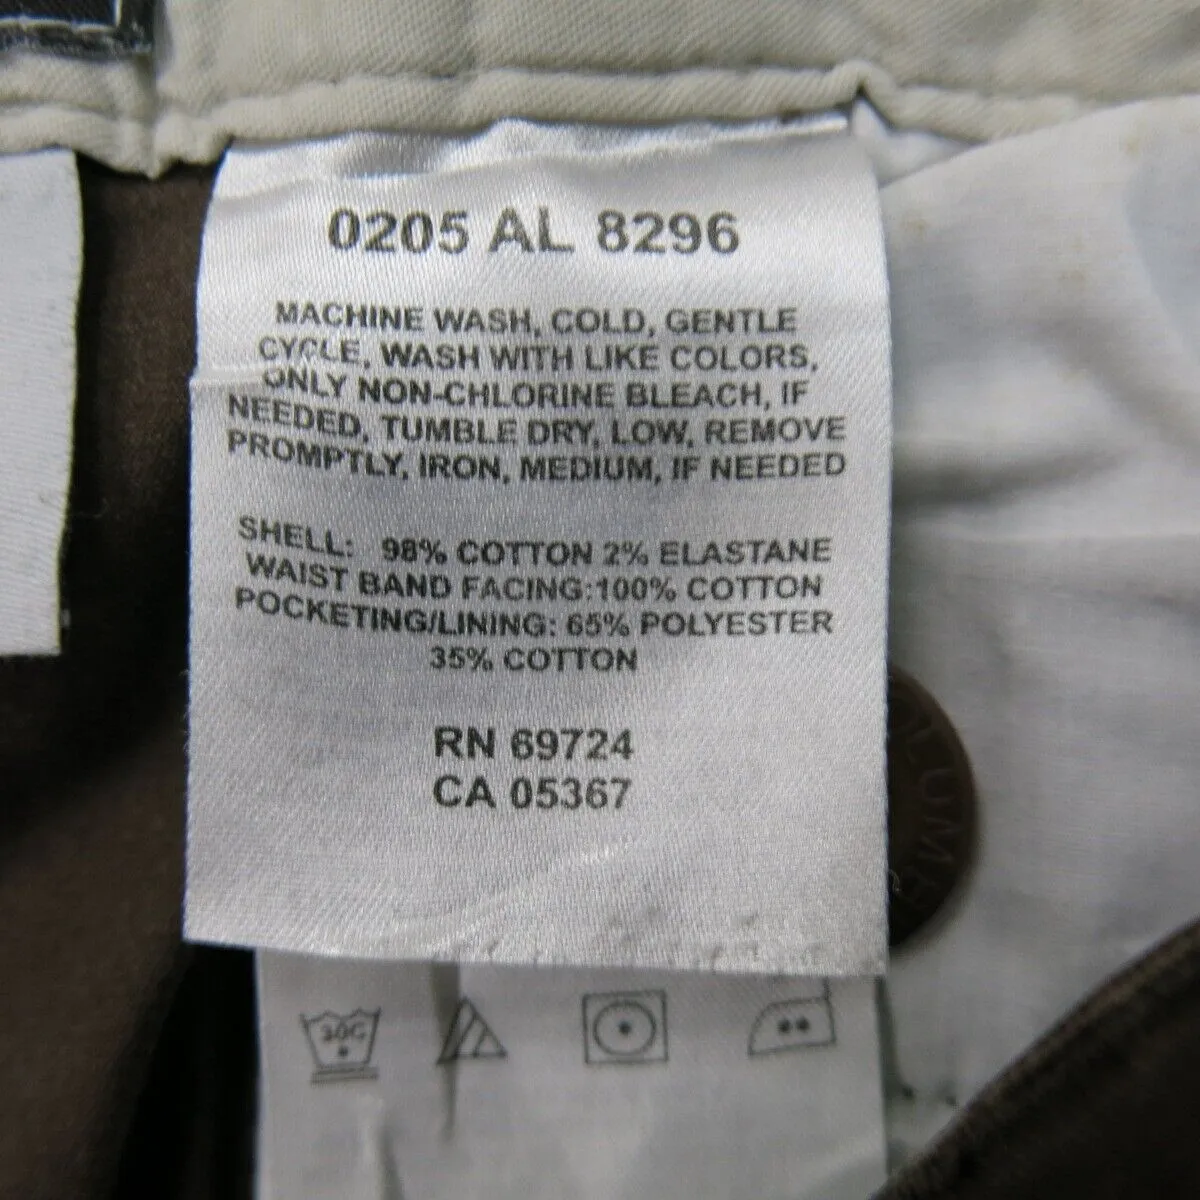 0205 AL 8296
MACHINE WASH, COLD, GENTLE
CYCLE, WASH WITH LIKE COLORS,
ONLY NON-CHLORINE BLEACH, IF
NEEDED, TUMBLE DRY, LOW, REMOVE
PROMPTLY, IRON, MEDIUM, IF NEEDED
SHELL: 98% COTTON 2% ELASTANE
WAIST BAND FACING:100% COTTON
POCKETING/LINING: 65% POLYESTER
35% COTTON
RN 69724
CA 05367
30C